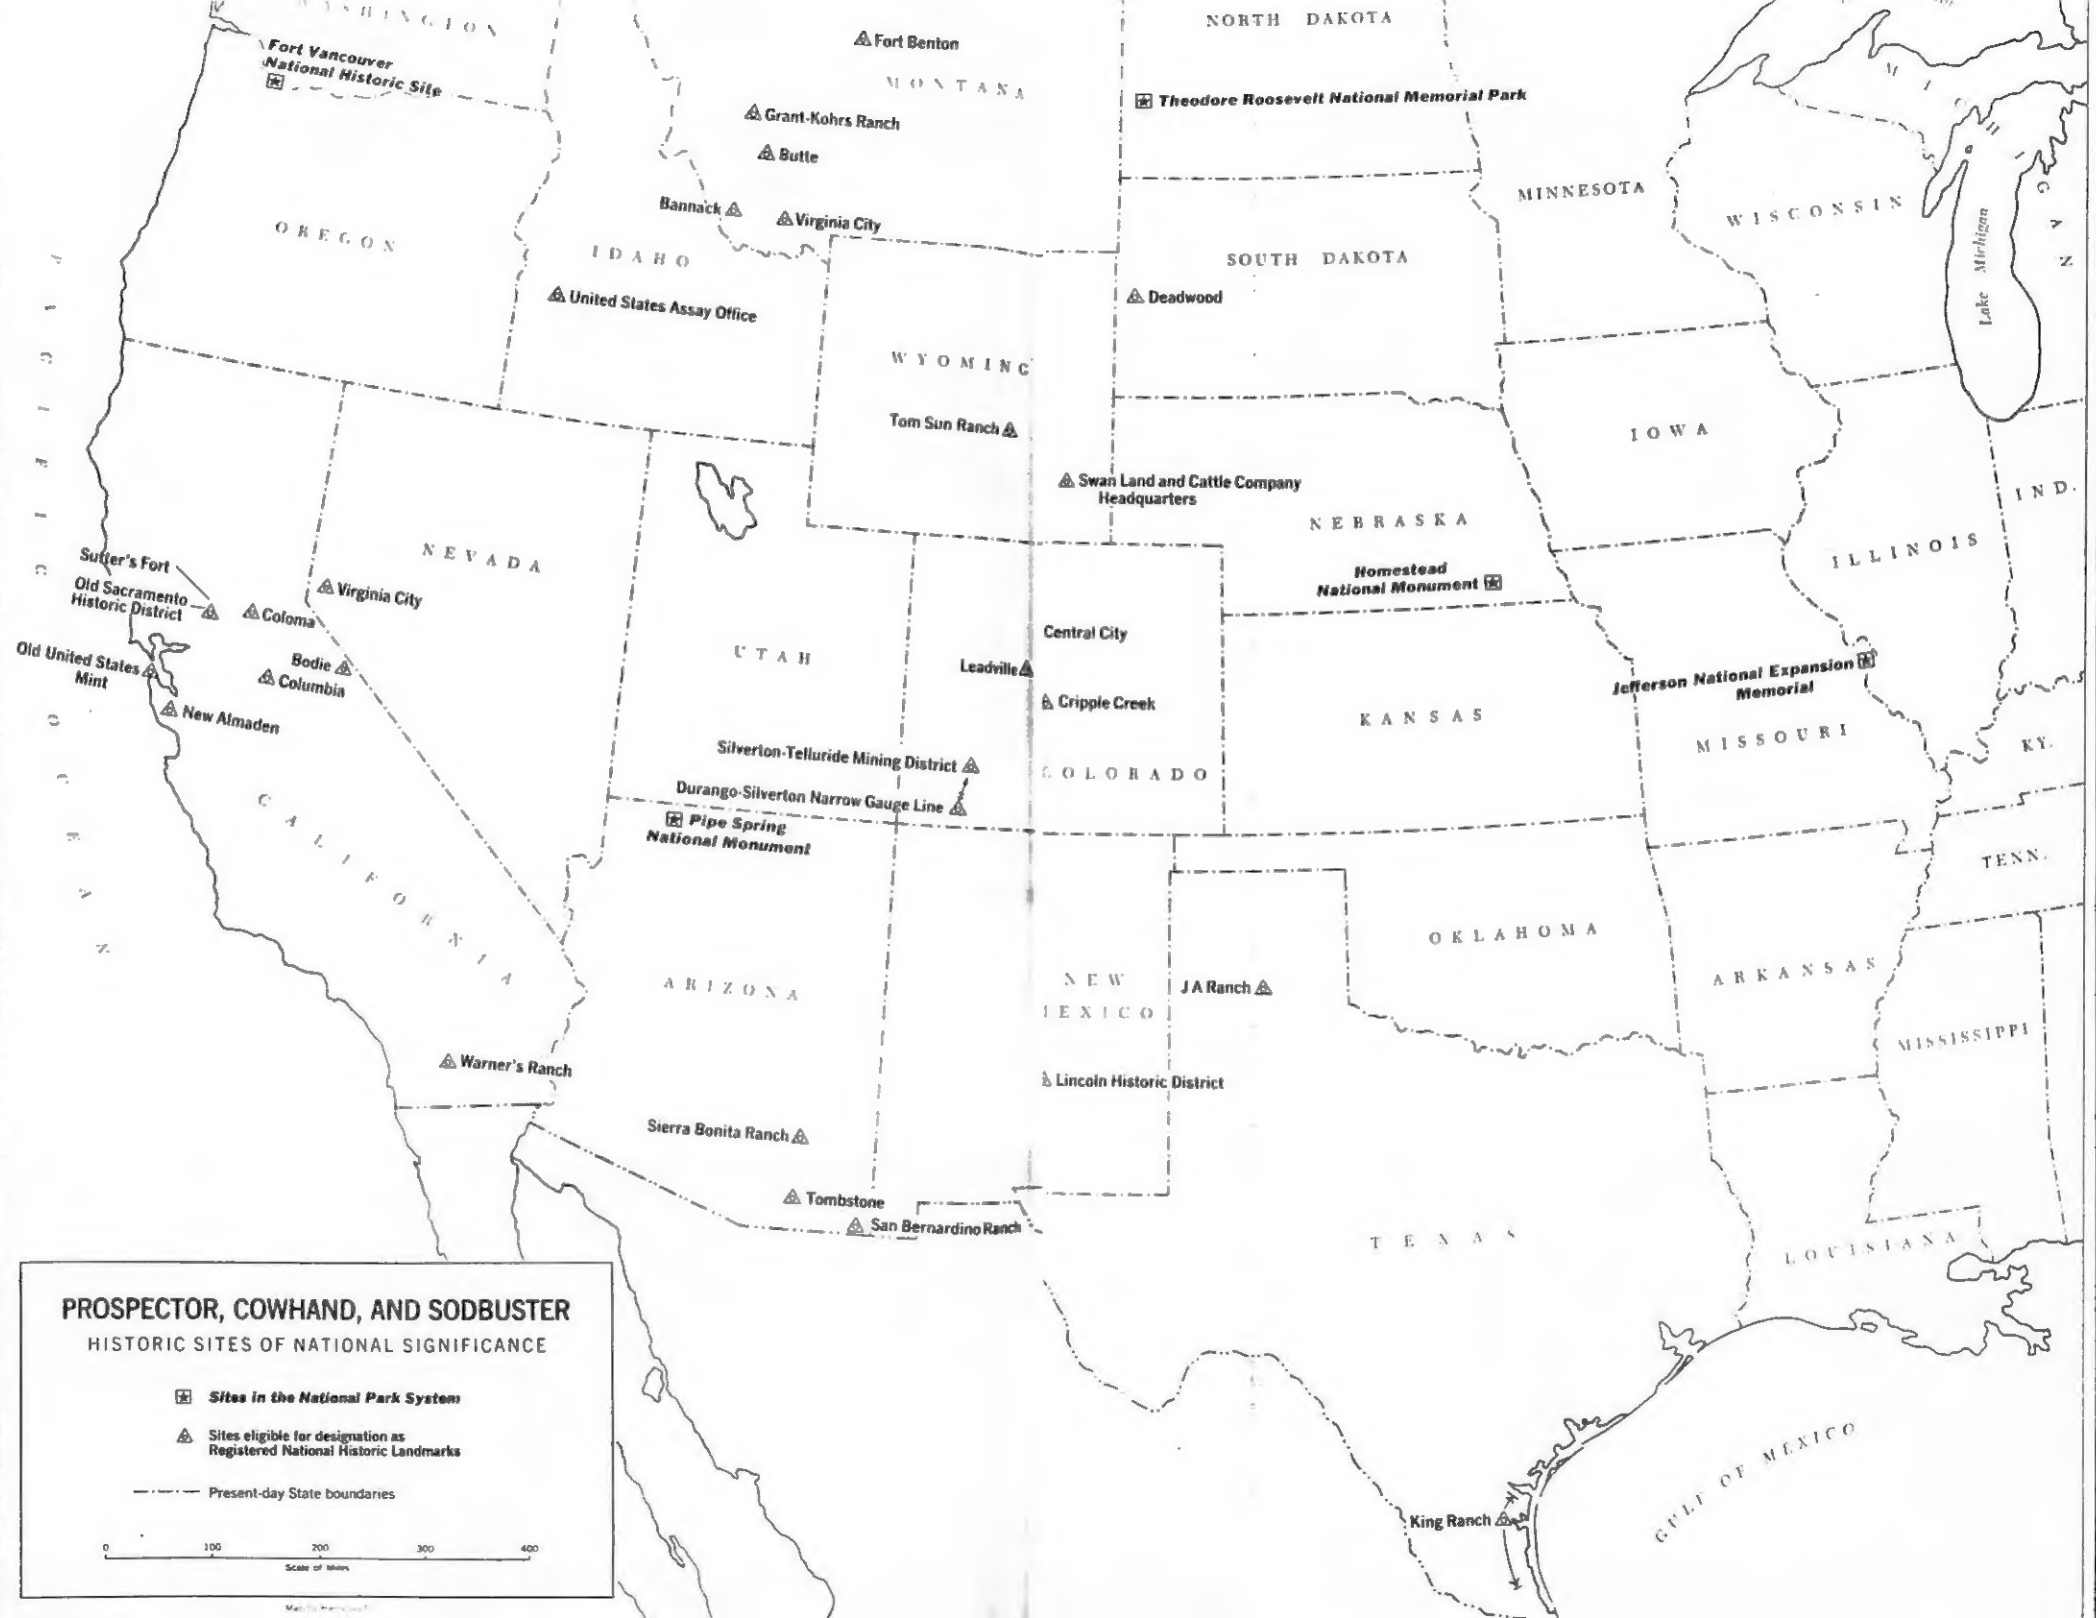 WASHINGTON
Fort Vancouver
National Historic Site
Fort Benton
MONTANA
NORTH DAKOTA
Theodore Roosevelt National Memorial Park
Grant-Kohrs Ranch
Butte
Bannack
Virginia City
OREGON
IDAHO
United States Assay Office
SOUTH DAKOTA
Deadwood
MINNESOTA
WISCONSIN
MICHIGAN
Lake Michigan
WYOMING
Tom Sun Ranch
Swan Land and Cattle Company
Headquarters
IOWA
NEBRASKA
Homestead
National Monument
ILLINOIS
IND.
PACIFIC OCEAN
NEVADA
Sutter's Fort
Old Sacramento
Historic District
Coloma
Virginia City
Old United States
Mint
Bodie
Columbia
New Almaden
CALIFORNIA
UTAH
Central City
Leadville
Cripple Creek
Silverton-Telluride Mining District
COLORADO
Durango-Silverton Narrow Gauge Line
KANSAS
Jefferson National Expansion
Memorial
MISSOURI
KY.
TENN.
Pipe Spring
National Monument
ARIZONA
NEW
EXICO
J A Ranch
OKLAHOMA
ARKANSAS
MISSISSIPPI
Warner's Ranch
Lincoln Historic District
Sierra Bonita Ranch
Tombstone
San Bernardino Ranch
TEXAS
LOUISIANA
GULF OF MEXICO
King Ranch
PROSPECTOR, COWHAND, AND SODBUSTER
HISTORIC SITES OF NATIONAL SIGNIFICANCE
Sites in the National Park System
Sites eligible for designation as
Registered National Historic Landmarks
Present-day State boundaries
0 100 200 300 400
Scale of Miles